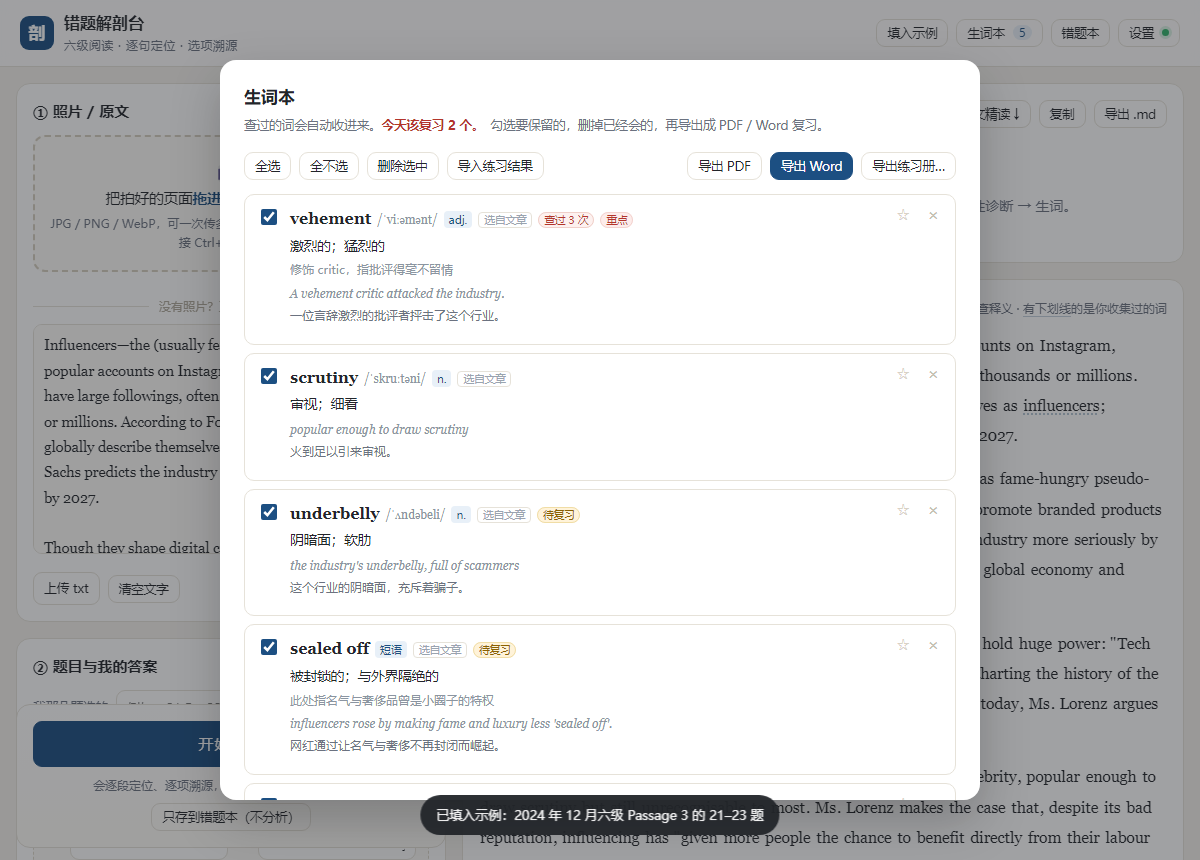 剖 错题解剖台
六级阅读 · 逐句定位 · 选项溯源
填入示例 生词本 5 错题本 设置
① 照片 / 原文
把拍好的页面拖进
JPG / PNG / WebP，可一次传
接 Ctrl+
没有照片？
Influencers—the (usually fe
popular accounts on Instag
have large followings, often
or millions. According to Fo
globally describe themselve
Sachs predicts the industry
by 2027.
Though they shape digital c
上传 txt 清空文字
② 题目与我的答案
开始
会逐段定位、逐项溯源，
只存到错题本（不分析）
生词本
查过的词会自动收进来。今天该复习 2 个。 勾选要保留的，删掉已经会的，再导出成 PDF / Word 复习。
全选 全不选 删除选中 导入练习结果 导出 PDF 导出 Word 导出练习册...
vehement /ˈviːəmənt/ adj. 选自文章 查过 3 次 重点 ☆ ×
激烈的；猛烈的
修饰 critic，指批评得毫不留情
A vehement critic attacked the industry.
一位言辞激烈的批评者抨击了这个行业。
scrutiny /ˈskruːtəni/ n. 选自文章 ☆ ×
审视；细看
popular enough to draw scrutiny
火到足以引来审视。
underbelly /ˈʌndəbeli/ n. 选自文章 待复习 ☆ ×
阴暗面；软肋
the industry's underbelly, full of scammers
这个行业的阴暗面，充斥着骗子。
sealed off 短语 选自文章 待复习 ☆ ×
被封锁的；与外界隔绝的
此处指名气与奢侈品曾是小圈子的特权
influencers rose by making fame and luxury less 'sealed off'.
网红通过让名气与奢侈不再封闭而崛起。
精读↓ 复制 导出 .md
诊断 → 生词。
查释义 · 有下划线的是你收集过的词
unts on Instagram,
thousands or millions.
ves as influencers;
2027.
as fame-hungry pseudo-
promote branded products
ndustry more seriously by
global economy and
hold huge power: "Tech
harting the history of the
today, Ms. Lorenz argues
ebrity, popular enough to
most. Ms. Lorenz makes the case that, despite its bad
reputation, influencing has "given more people the chance to benefit directly from their labour
已填入示例：2024 年 12 月六级 Passage 3 的 21–23 题